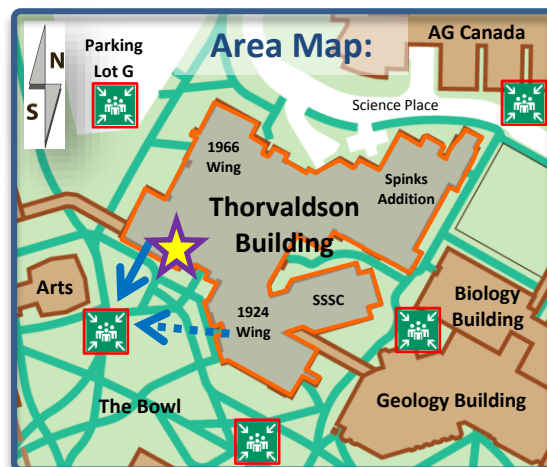 Area Map:
N
S
Parking
Lot G
AG Canada
Science Place
1966
Wing
Spinks
Addition
Thorvaldson
Building
Arts
SSSC
1924
Wing
Biology
Building
The Bowl
Geology Building